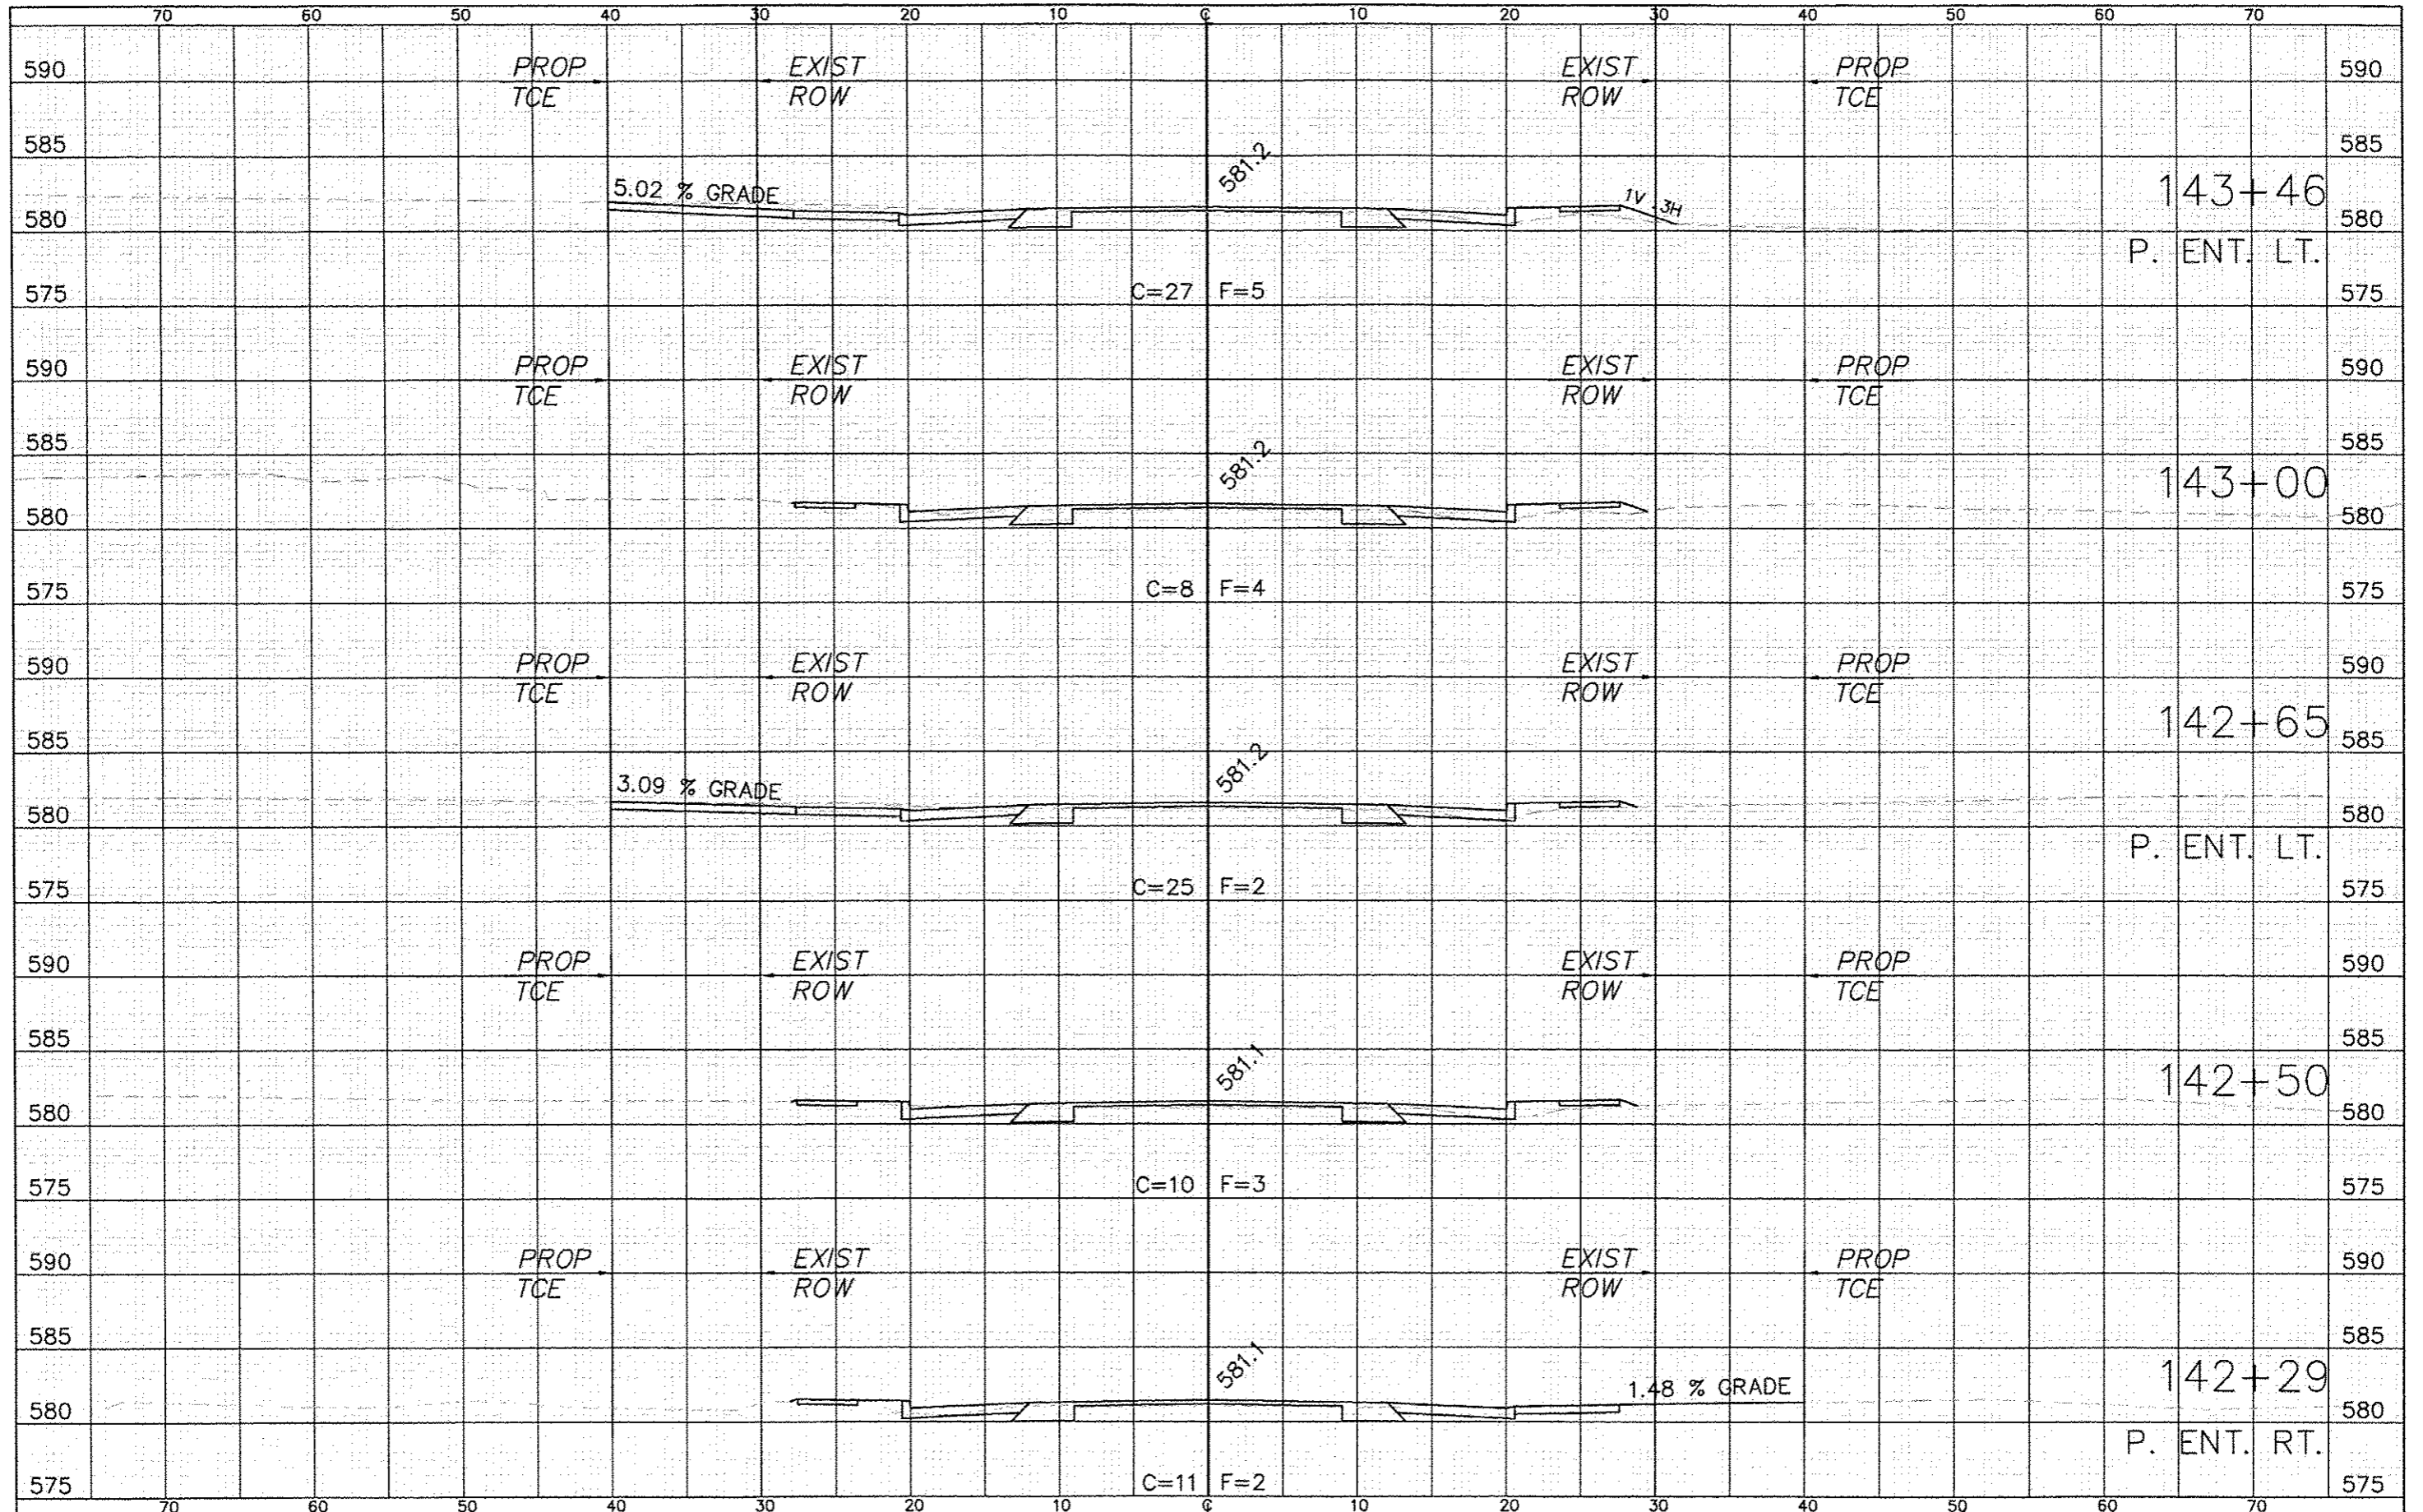 70 60 50 40 30 20 10 ℄ 10 20 30 40 50 60 70
590 PROP EXIST EXIST PROP 590
TCE ROW ROW TCE
585 585
581.2
143+46
5.02 % GRADE 1V :3H
580 580
P. ENT. LT.
575 C=27 F=5 575
590 PROP EXIST EXIST PROP 590
TCE ROW ROW TCE
585 585
581.2
143+00
580 580
575 C=8 F=4 575
590 PROP EXIST EXIST PROP 590
TCE ROW ROW TCE
142+65
585 585
581.2
3.09 % GRADE
580 580
P. ENT. LT.
575 C=25 F=2 575
590 PROP EXIST EXIST PROP 590
TCE ROW ROW TCE
585 585
581.1
142+50
580 580
575 C=10 F=3 575
590 PROP EXIST EXIST PROP 590
TCE ROW ROW TCE
585 585
581.1
142+29
1.48 % GRADE
580 580
P. ENT. RT.
575 C=11 F=2 575
70 60 50 40 30 20 10 ℄ 10 20 30 40 50 60 70